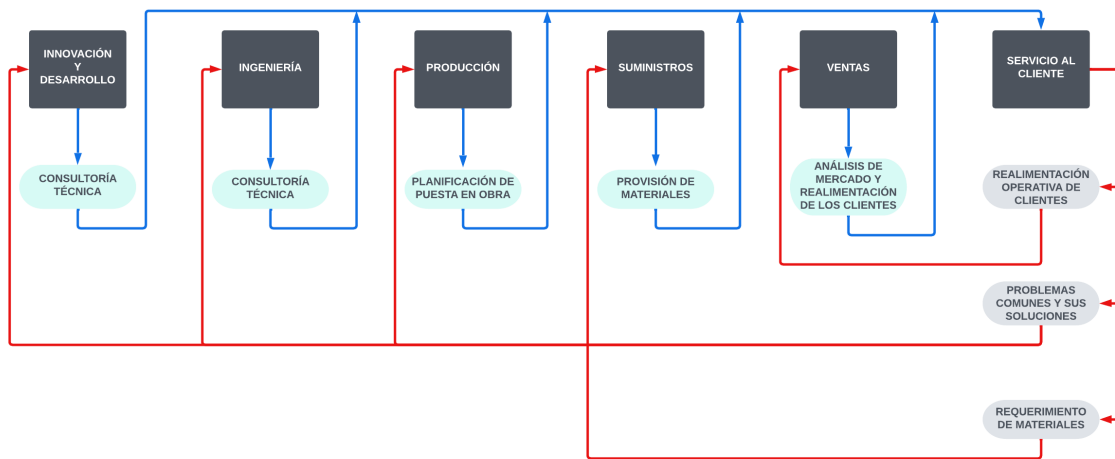 INNOVACIÓN
Y
DESARROLLO
INGENIERÍA
PRODUCCIÓN
SUMINISTROS
VENTAS
SERVICIO AL
CLIENTE
CONSULTORÍA
TÉCNICA
CONSULTORÍA
TÉCNICA
PLANIFICACIÓN DE
PUESTA EN OBRA
PROVISIÓN DE
MATERIALES
ANÁLISIS DE
MERCADO Y
REALIMENTACIÓN
DE LOS CLIENTES
REALIMENTACIÓN
OPERATIVA DE
CLIENTES
PROBLEMAS
COMUNES Y SUS
SOLUCIONES
REQUERIMIENTO
DE MATERIALES